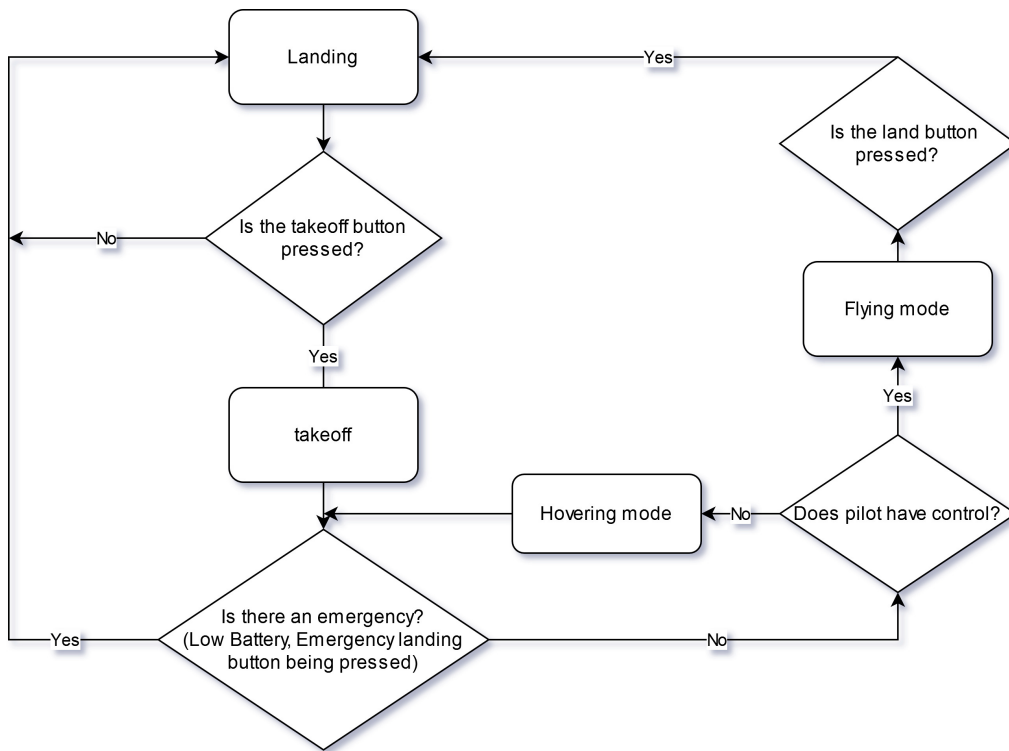 Landing
Yes
Is the land button
pressed?
Is the takeoff button
pressed?
No
Flying mode
Yes
Yes
takeoff
Hovering mode
No
Does pilot have control?
Is there an emergency?
(Low Battery, Emergency landing
button being pressed)
Yes
No